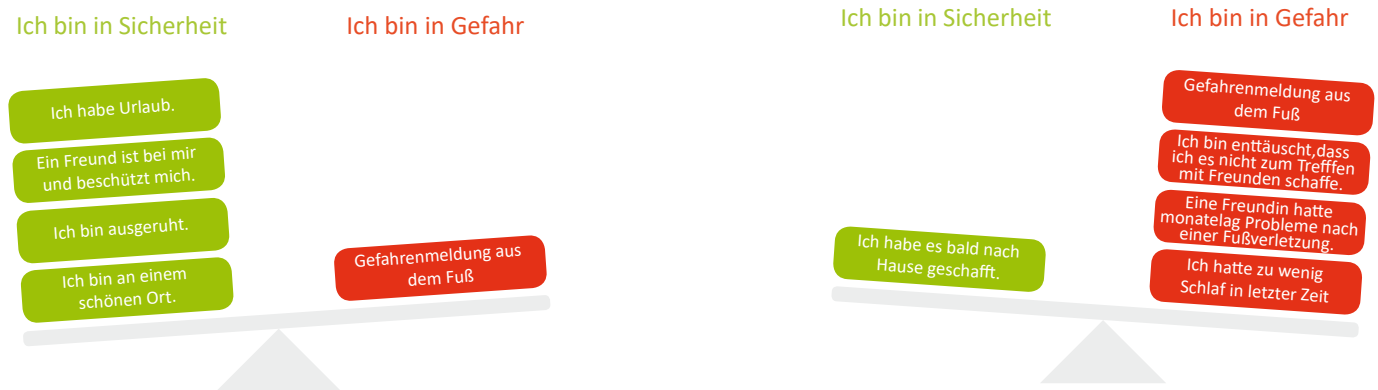 Ich bin in Sicherheit
Ich bin in Gefahr
Ich habe Urlaub.
Ein Freund ist bei mir
und beschützt mich.
Ich bin ausgeruht.
Ich bin an einem
schönen Ort.
Gefahrenmeldung aus
dem Fuß
Ich bin in Sicherheit
Ich bin in Gefahr
Ich habe es bald nach
Hause geschafft.
Gefahrenmeldung aus
dem Fuß
Ich bin enttäuscht,dass
ich es nicht zum Trefffen
mit Freunden schaffe.
Eine Freundin hatte
monatelag Probleme nach
einer Fußverletzung.
Ich hatte zu wenig
Schlaf in letzter Zeit